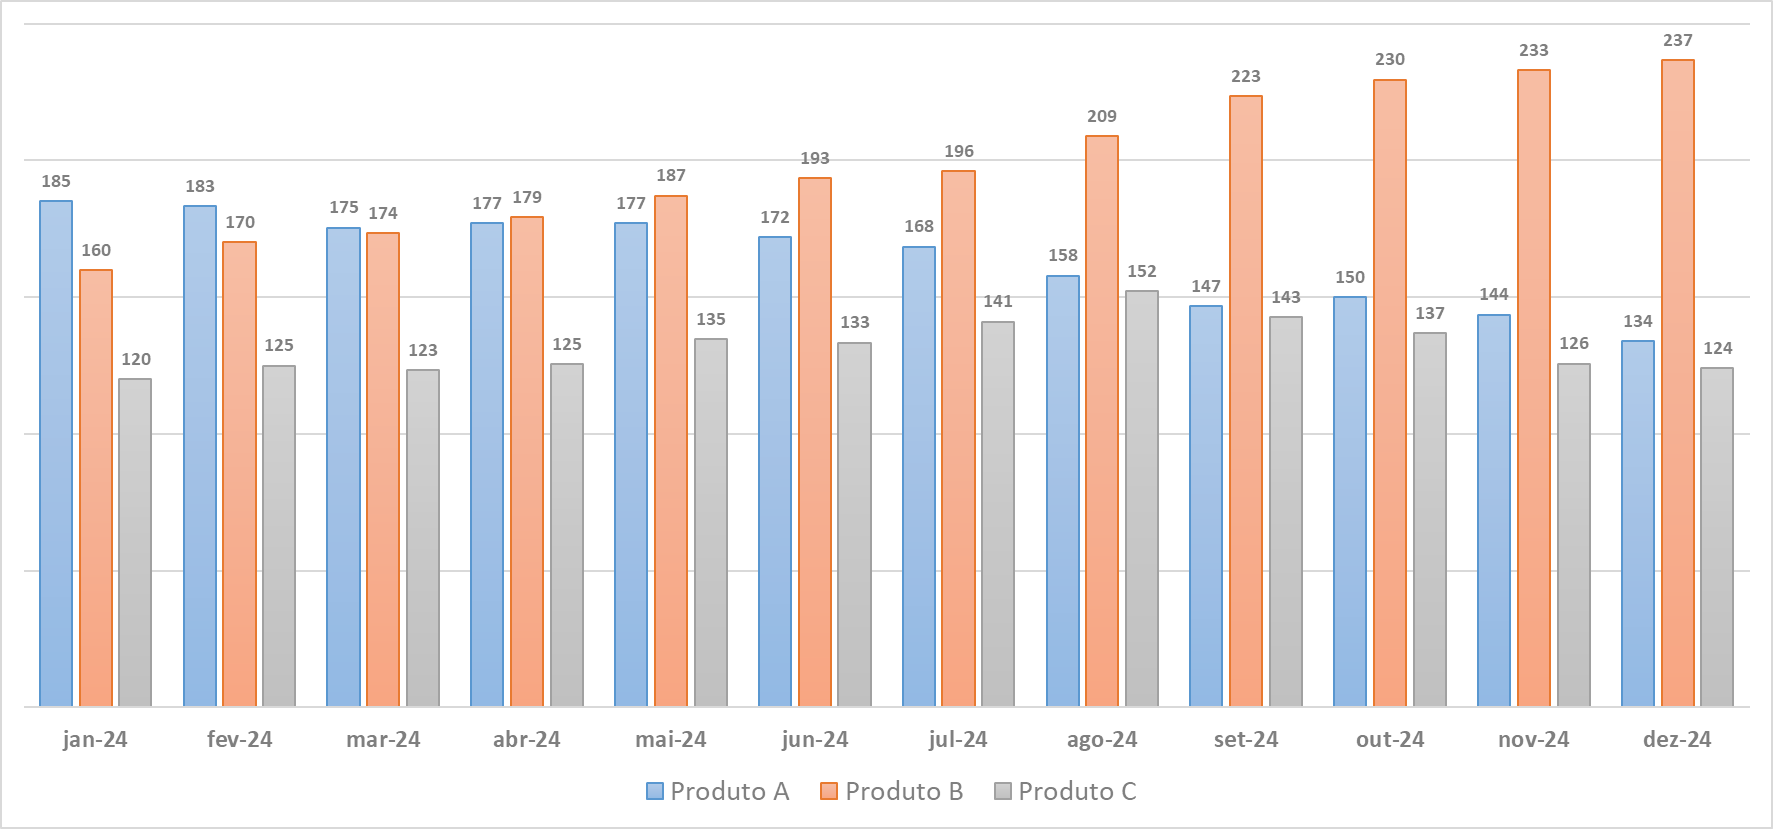 185 160 120
183 170 125
175 174 123
177 179 125
177 187 135
172 193 133
168 196 141
158 209 152
147 223 143
150 230 137
144 233 126
134 237 124
jan-24 fev-24 mar-24 abr-24 mai-24 jun-24 jul-24 ago-24 set-24 out-24 nov-24 dez-24
Produto A Produto B Produto C